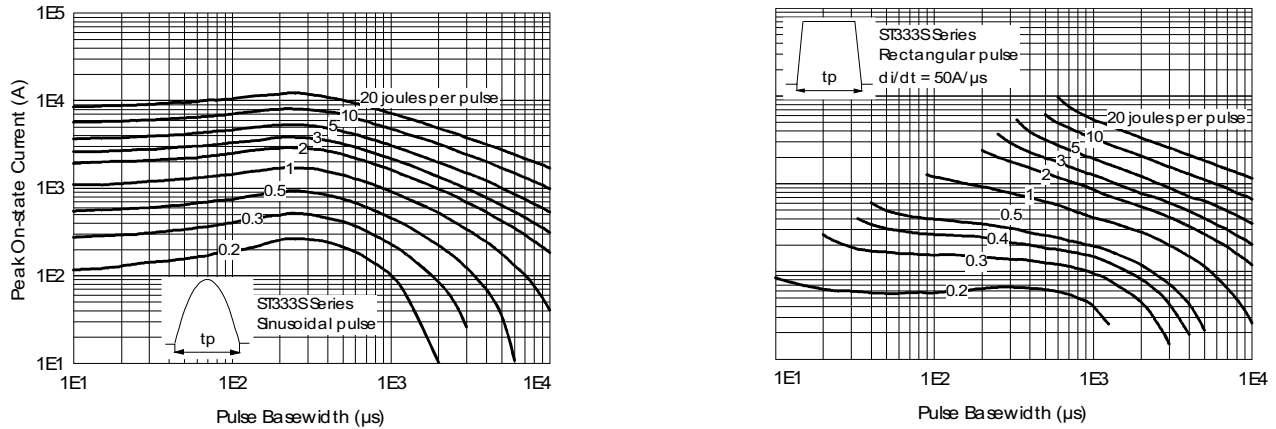 1E5
1E4
1E3
1E2
1E1
Peak On-state Current (A)
20 joules per pulse
10
5
3
2
1
0.5
0.3
0.2
tp
ST333S Series
Sinusoidal pulse
1E1 1E2 1E3 1E4
Pulse Basewidth (µs)
tp
ST333S Series
Rectangular pulse
di/dt = 50A/µs
20 joules per pulse
10
5
3
2
1
0.5
0.4
0.3
0.2
1E1 1E2 1E3 1E4
Pulse Basewidth (µs)